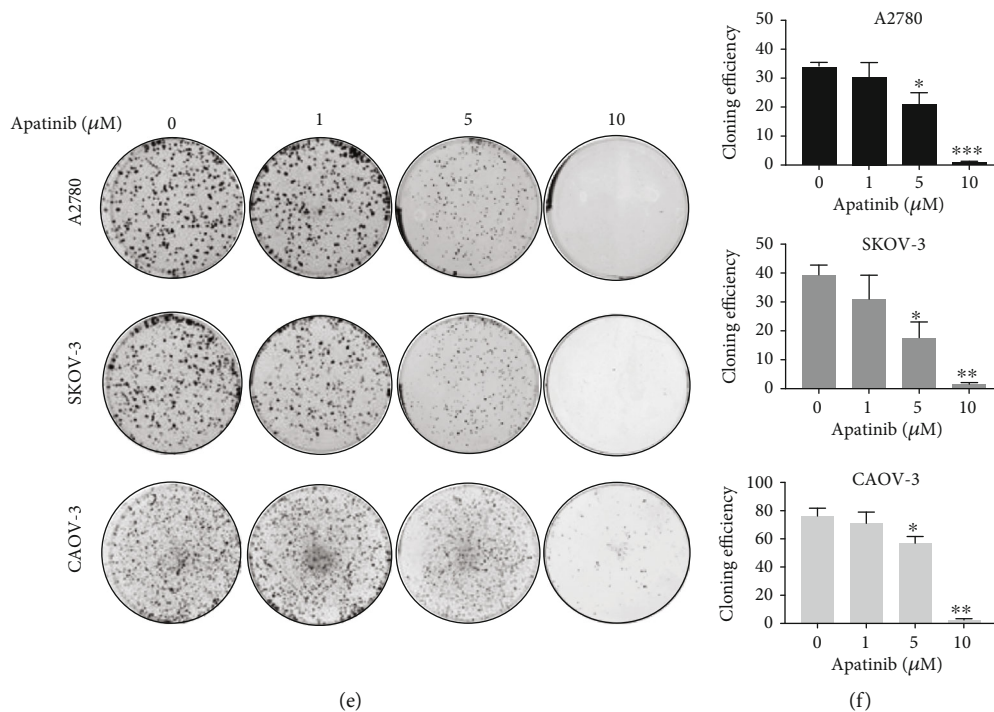 Apatinib (μM) 0 1 5 10
A2780
SKOV-3
CAOV-3
(e)
A2780
Cloning efficiency
50
40
30
20
10
0
*
***
0 1 5 10
Apatinib (μM)
SKOV-3
Cloning efficiency
50
40
30
20
10
0
*
**
0 1 5 10
Apatinib (μM)
CAOV-3
Cloning efficiency
100
80
60
40
20
0
*
**
0 1 5 10
Apatinib (μM)
(f)